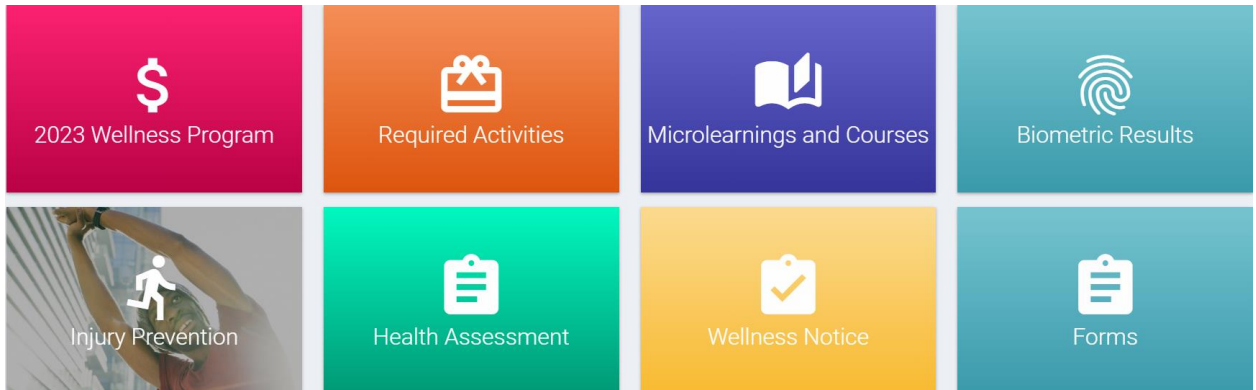 2023 Wellness Program
Required Activities
Microlearnings and Courses
Biometric Results
Injury Prevention
Health Assessment
Wellness Notice
Forms